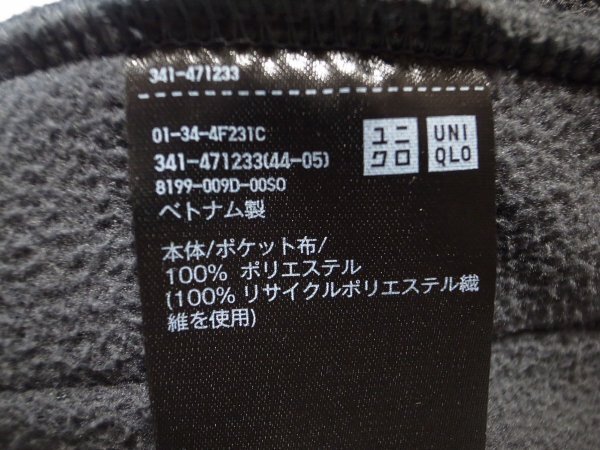 341-471233
01-34-4F231C
ユニ
クロ
UNI
QLO
341-471233(44-05)
8199-009D-00SO
ベトナム製
本体/ポケット布/
100% ポリエステル
(100% リサイクルポリエステル繊
維を使用)